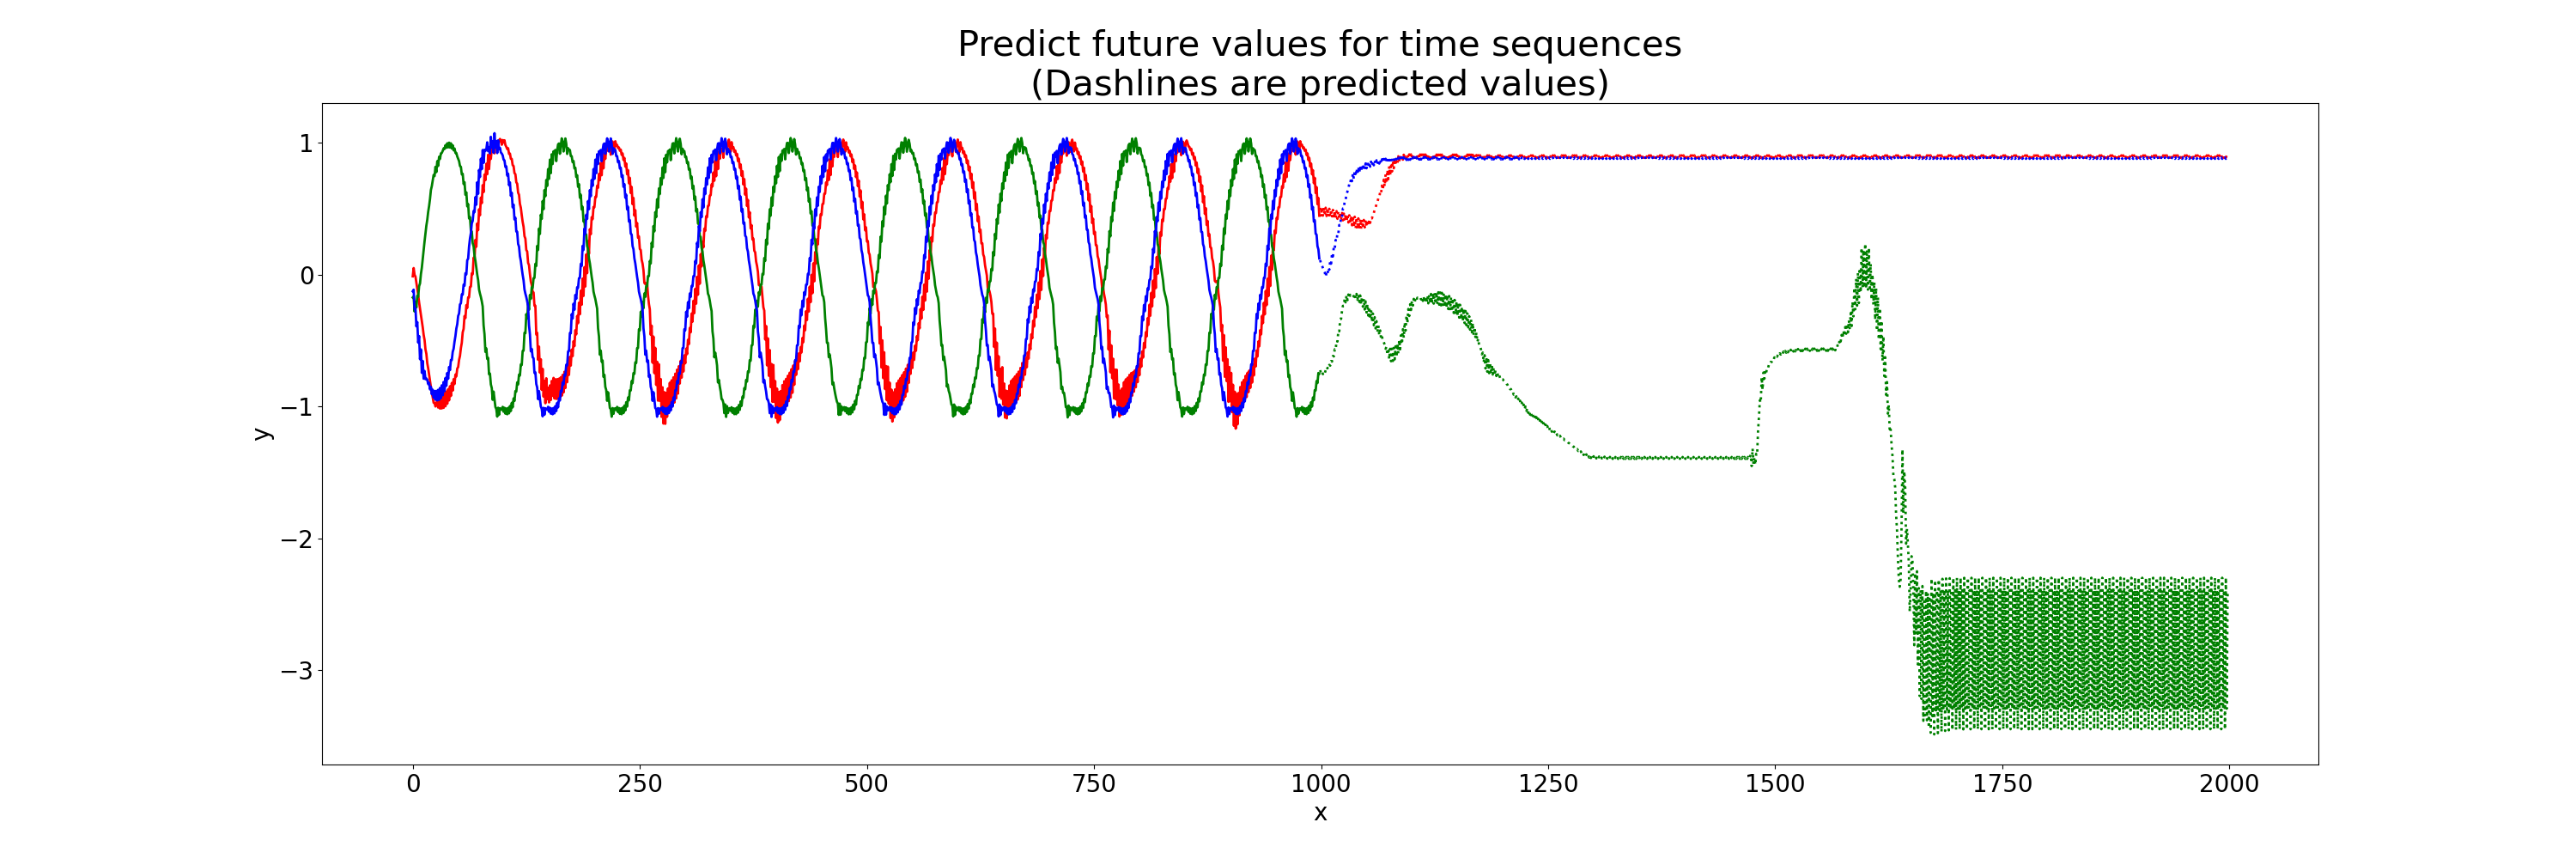 Predict future values for time sequences
(Dashlines are predicted values)
1
0
−1
−2
−3
y
0 250 500 750 1000 1250 1500 1750 2000
x